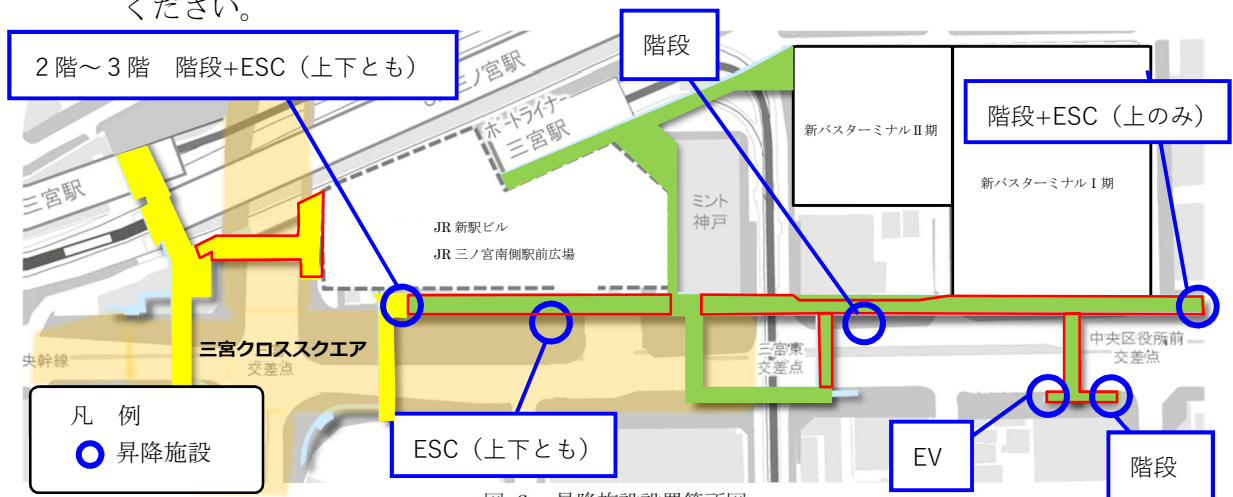 ください。
2階～3階　階段+ESC（上下とも）
階段
JR三ノ宮駅
ポートライナー
三宮駅
新バスターミナルⅡ期
階段+ESC（上のみ）
三宮駅
新バスターミナルⅠ期
ミント
神戸
JR 新駅ビル
JR 三ノ宮南側駅前広場
三宮クロススクエア
央幹線
交差点
三宮東
交差点
中央区役所前
交差点
凡　例
昇降施設
ESC（上下とも）
EV
階段